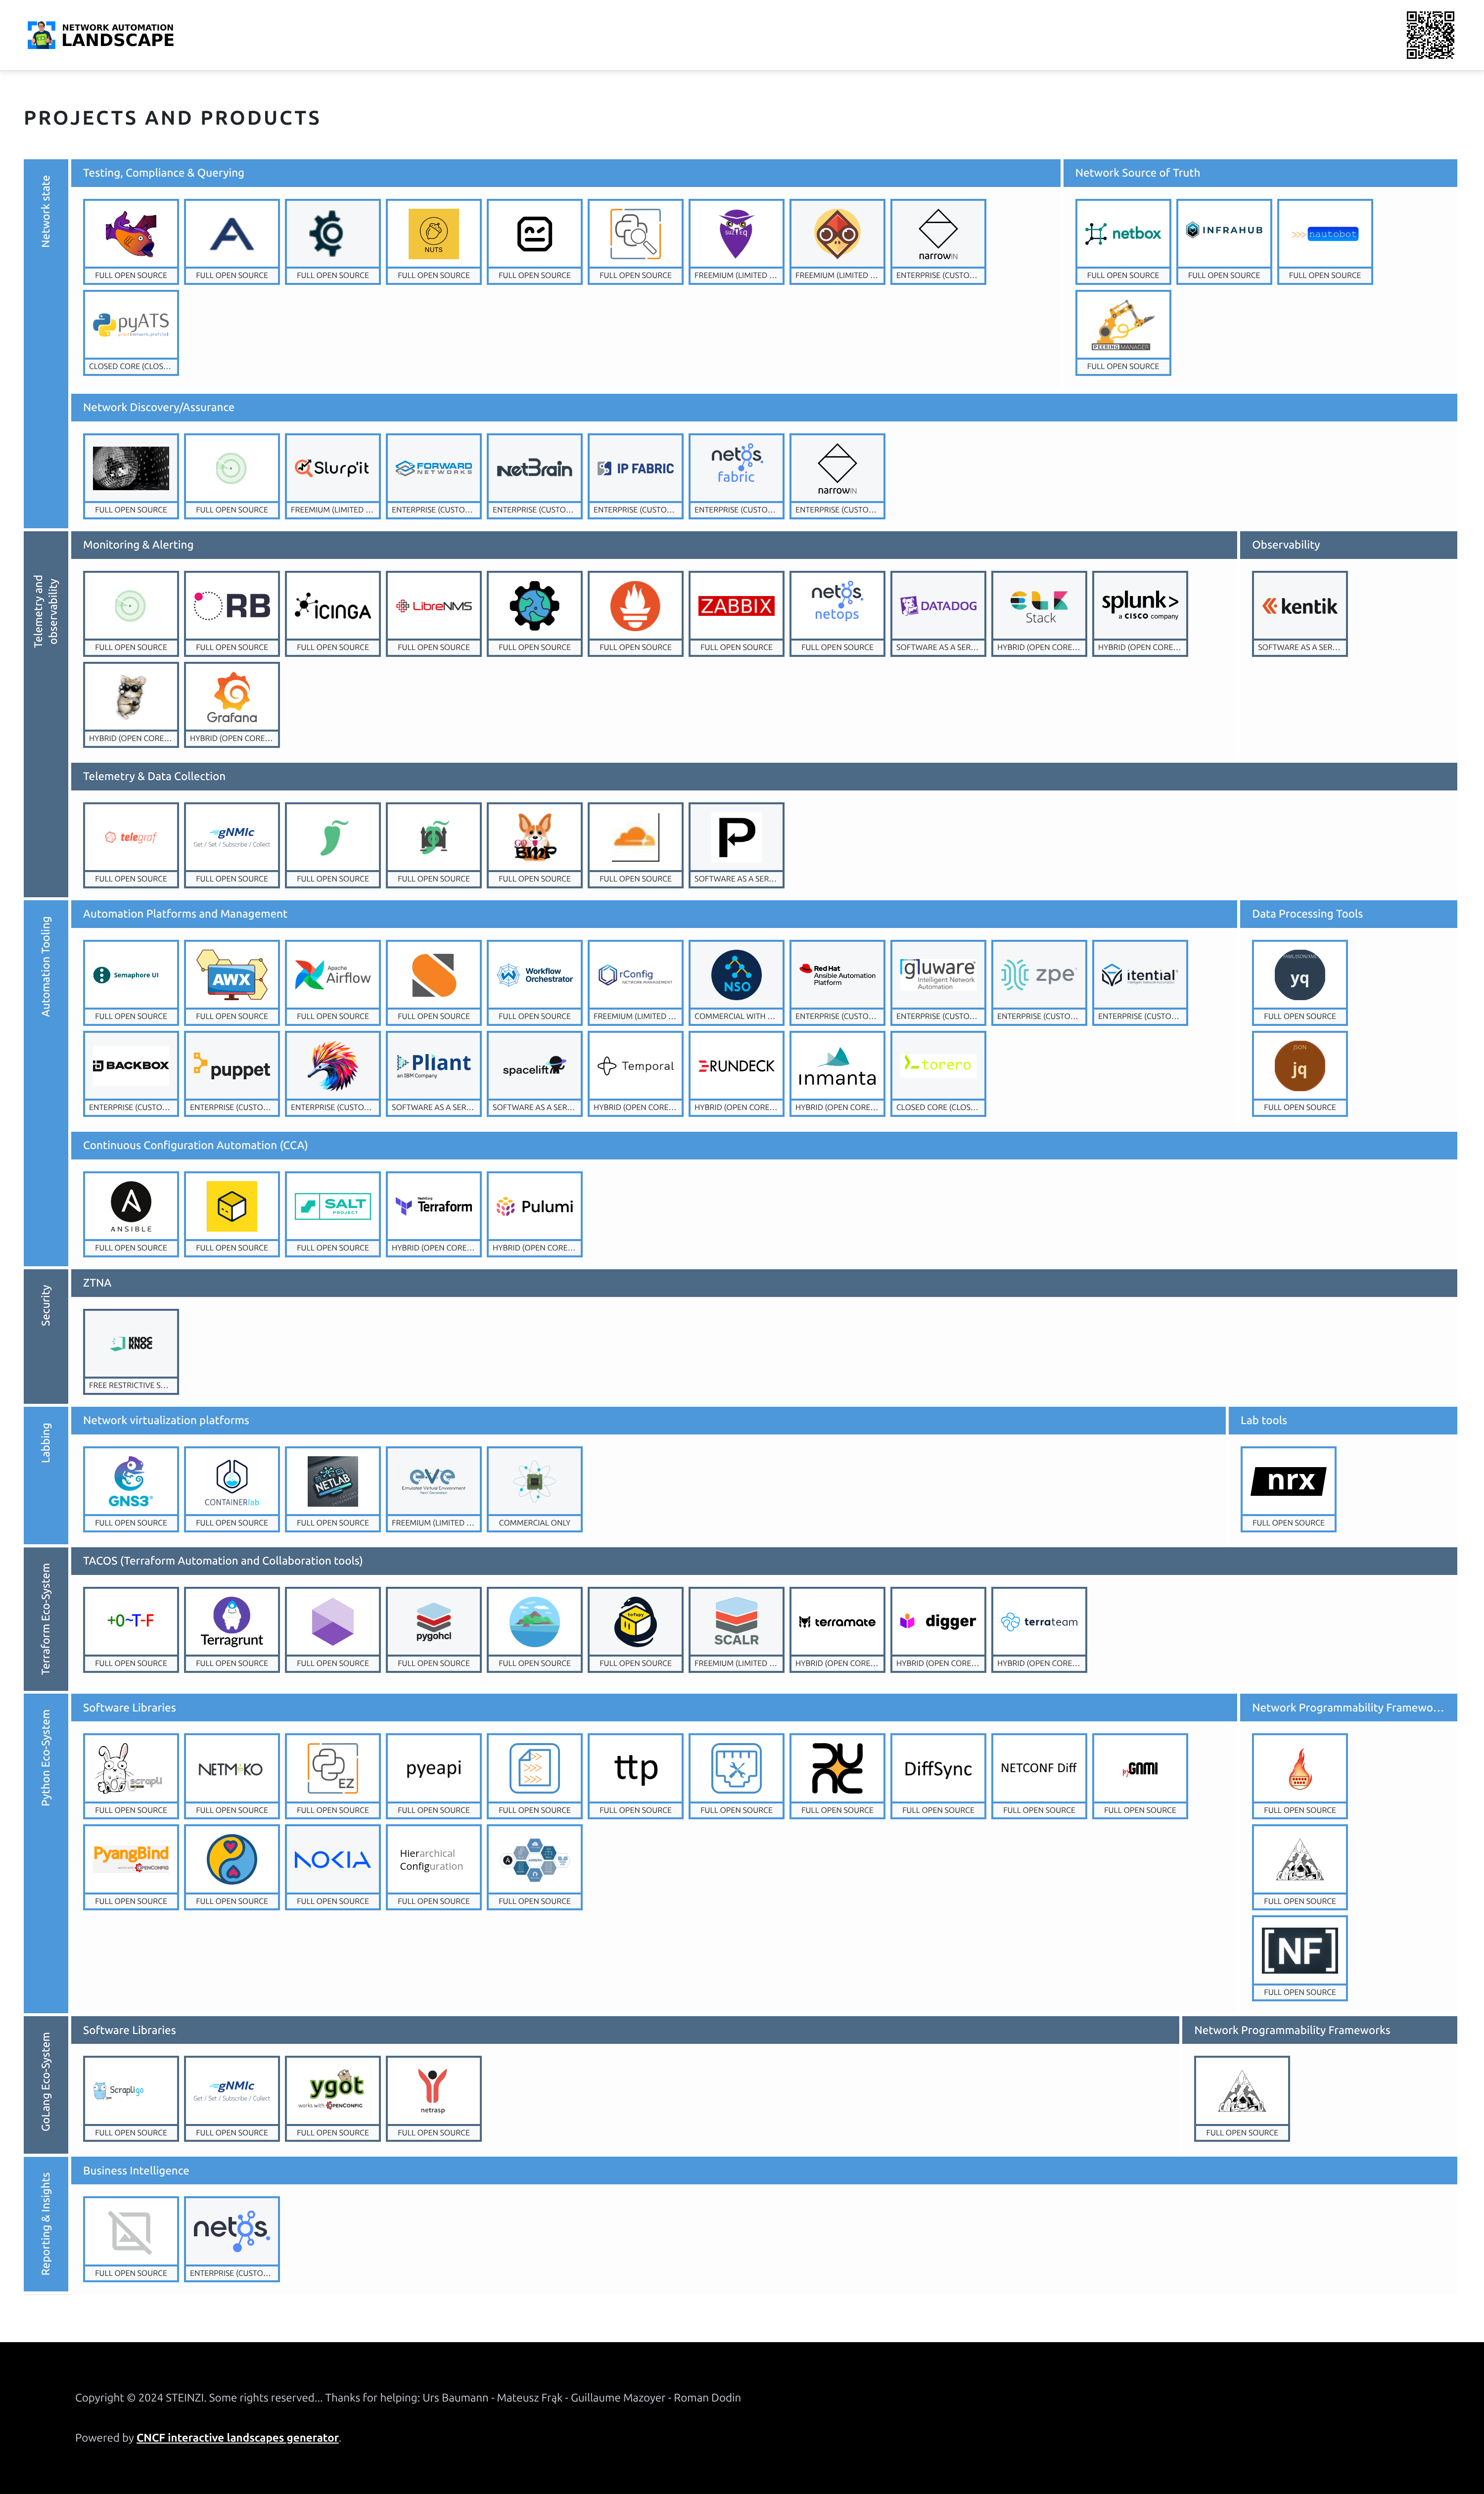 NETWORK AUTOMATION
LANDSCAPE
PROJECTS AND PRODUCTS
Network state
Testing, Compliance & Querying
NUTS
suzieq
narrowIN
FULL OPEN SOURCE
FULL OPEN SOURCE
FULL OPEN SOURCE
FULL OPEN SOURCE
FULL OPEN SOURCE
FULL OPEN SOURCE
FREEMIUM (LIMITED ...
FREEMIUM (LIMITED ...
ENTERPRISE (CUSTO...
pyATS
CLOSED CORE (CLOS...
Network Source of Truth
netbox
INFRAHUB
>>> nautobot
FULL OPEN SOURCE
FULL OPEN SOURCE
FULL OPEN SOURCE
PEERING MANAGER
FULL OPEN SOURCE
Network Discovery/Assurance
Slurp'it
FORWARD
NETWORKS
NetBrain
IP FABRIC
netos
fabric
narrowIN
FULL OPEN SOURCE
FULL OPEN SOURCE
FREEMIUM (LIMITED ...
ENTERPRISE (CUSTO...
ENTERPRISE (CUSTO...
ENTERPRISE (CUSTO...
ENTERPRISE (CUSTO...
ENTERPRISE (CUSTO...
Telemetry and
observability
Monitoring & Alerting
ORB
ICINGA
LibreNMS
ZABBIX
netos
netops
DATADOG
Stack
splunk>
a CISCO company
FULL OPEN SOURCE
FULL OPEN SOURCE
FULL OPEN SOURCE
FULL OPEN SOURCE
FULL OPEN SOURCE
FULL OPEN SOURCE
FULL OPEN SOURCE
FULL OPEN SOURCE
SOFTWARE AS A SER...
HYBRID (OPEN CORE...
HYBRID (OPEN CORE...
Grafana
HYBRID (OPEN CORE...
HYBRID (OPEN CORE...
Observability
kentik
SOFTWARE AS A SER...
Telemetry & Data Collection
telegraf
gNMIc
Get / Set / Subscribe / Collect
GO
BMP
FULL OPEN SOURCE
FULL OPEN SOURCE
FULL OPEN SOURCE
FULL OPEN SOURCE
FULL OPEN SOURCE
FULL OPEN SOURCE
SOFTWARE AS A SER...
Automation Tooling
Automation Platforms and Management
Semaphore UI
AWX
Apache
Airflow
Workflow
Orchestrator
rConfig
NETWORK MANAGEMENT
NSO
Red Hat
Ansible Automation
Platform
gluware
Intelligent Network
Automation
zpe
itential
Intelligent Network Automation
FULL OPEN SOURCE
FULL OPEN SOURCE
FULL OPEN SOURCE
FULL OPEN SOURCE
FULL OPEN SOURCE
FREEMIUM (LIMITED ...
COMMERCIAL WITH ...
ENTERPRISE (CUSTO...
ENTERPRISE (CUSTO...
ENTERPRISE (CUSTO...
ENTERPRISE (CUSTO...
BACKBOX
puppet
Pliant
an IBM Company
spacelift
Temporal
RUNDECK
inmanta
torero
ENTERPRISE (CUSTO...
ENTERPRISE (CUSTO...
ENTERPRISE (CUSTO...
SOFTWARE AS A SER...
SOFTWARE AS A SER...
HYBRID (OPEN CORE...
HYBRID (OPEN CORE...
HYBRID (OPEN CORE...
CLOSED CORE (CLOS...
Data Processing Tools
YAML/JSON/XML
yq
FULL OPEN SOURCE
JSON
jq
FULL OPEN SOURCE
Continuous Configuration Automation (CCA)
ANSIBLE
SALT
PROJECT
HashiCorp
Terraform
Pulumi
FULL OPEN SOURCE
FULL OPEN SOURCE
FULL OPEN SOURCE
HYBRID (OPEN CORE...
HYBRID (OPEN CORE...
Security
ZTNA
KNOC
KNOC
FREE RESTRICTIVE S...
Labbing
Network virtualization platforms
GNS3
CONTAINERlab
NETLAB
eve
Emulated Virtual Environment
Next Generation
FULL OPEN SOURCE
FULL OPEN SOURCE
FULL OPEN SOURCE
FREEMIUM (LIMITED ...
COMMERCIAL ONLY
Lab tools
nrx
FULL OPEN SOURCE
Terraform Eco-System
TACOS (Terraform Automation and Collaboration tools)
+0~T-F
Terragrunt
pygohcl
tofupy
SCALR
terramate
digger
terrateam
FULL OPEN SOURCE
FULL OPEN SOURCE
FULL OPEN SOURCE
FULL OPEN SOURCE
FULL OPEN SOURCE
FULL OPEN SOURCE
FREEMIUM (LIMITED ...
HYBRID (OPEN CORE...
HYBRID (OPEN CORE...
HYBRID (OPEN CORE...
Python Eco-System
Software Libraries
scrapli
NETMIKO
EZ
pyeapi
ttp
DiffSync
NETCONF Diff
pyGNMI
FULL OPEN SOURCE
FULL OPEN SOURCE
FULL OPEN SOURCE
FULL OPEN SOURCE
FULL OPEN SOURCE
FULL OPEN SOURCE
FULL OPEN SOURCE
FULL OPEN SOURCE
FULL OPEN SOURCE
FULL OPEN SOURCE
FULL OPEN SOURCE
PyangBind
works with OPENCONFIG
NOKIA
Hierarchical
Configuration
FULL OPEN SOURCE
FULL OPEN SOURCE
FULL OPEN SOURCE
FULL OPEN SOURCE
FULL OPEN SOURCE
Network Programmability Framewo...
FULL OPEN SOURCE
FULL OPEN SOURCE
[NF]
FULL OPEN SOURCE
GoLang Eco-System
Software Libraries
Scrapligo
gNMIc
Get / Set / Subscribe / Collect
ygot
works with OPENCONFIG
netrasp
FULL OPEN SOURCE
FULL OPEN SOURCE
FULL OPEN SOURCE
FULL OPEN SOURCE
Network Programmability Frameworks
FULL OPEN SOURCE
Reporting & Insights
Business Intelligence
netos
FULL OPEN SOURCE
ENTERPRISE (CUSTO...
Copyright © 2024 STEINZI. Some rights reserved... Thanks for helping: Urs Baumann - Mateusz Frąk - Guillaume Mazoyer - Roman Dodin
Powered by CNCF interactive landscapes generator.